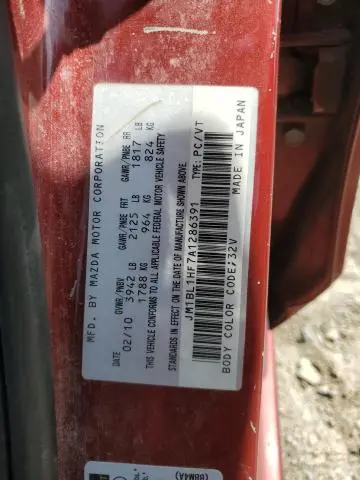 MFD. BY MAZDA MOTOR CORPORATION
GVWR/PNBV GAWR/PNBE FRT GAWR/PNBE RR
DATE 3942 LB 2125 LB 1817 LB
02/10 1788 KG 964 KG 824 KG
THIS VEHICLE CONFORMS TO ALL APPLICABLE FEDERAL MOTOR VEHICLE SAFETY
STANDARDS IN EFFECT ON THE DATE OF MANUFACTURE SHOWN ABOVE.
JM1BL1HF7A1286391 TYPE: PC/VT
BODY COLOR CODE/32V MADE IN JAPAN
(BBM4A)